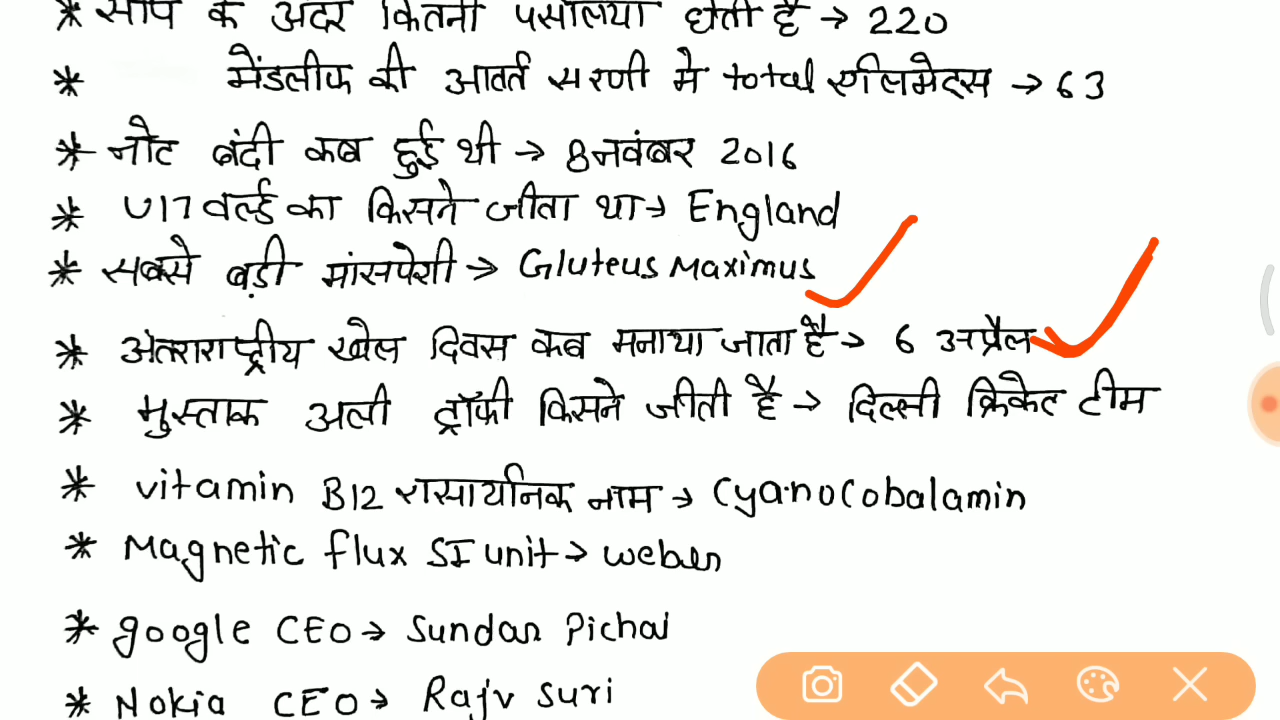 * सांप के अंदर कितनी पसलियां होती है → 220
* मेंडलीफ की आवर्त सरणी मे total एलीमेंट्स → 63
* नोट बंदी कब हुई थी → 8 नवंबर 2016
* U17 वर्ल्ड का किसने जीता था → England
* सबसे बड़ी मांसपेशी → Gluteus Maximus
* अंतराराष्ट्रीय खेल दिवस कब मनाया जाता है → 6 अप्रैल
* मुस्ताक अली ट्रॉफी किसने जीती है → दिल्ली क्रिकेट टीम
* vitamin B12 रासायनिक नाम → Cyanocobalamin
* Magnetic flux SI unit → weber
* google CEO → Sundar Pichai
* Nokia CEO → Rajv Suri